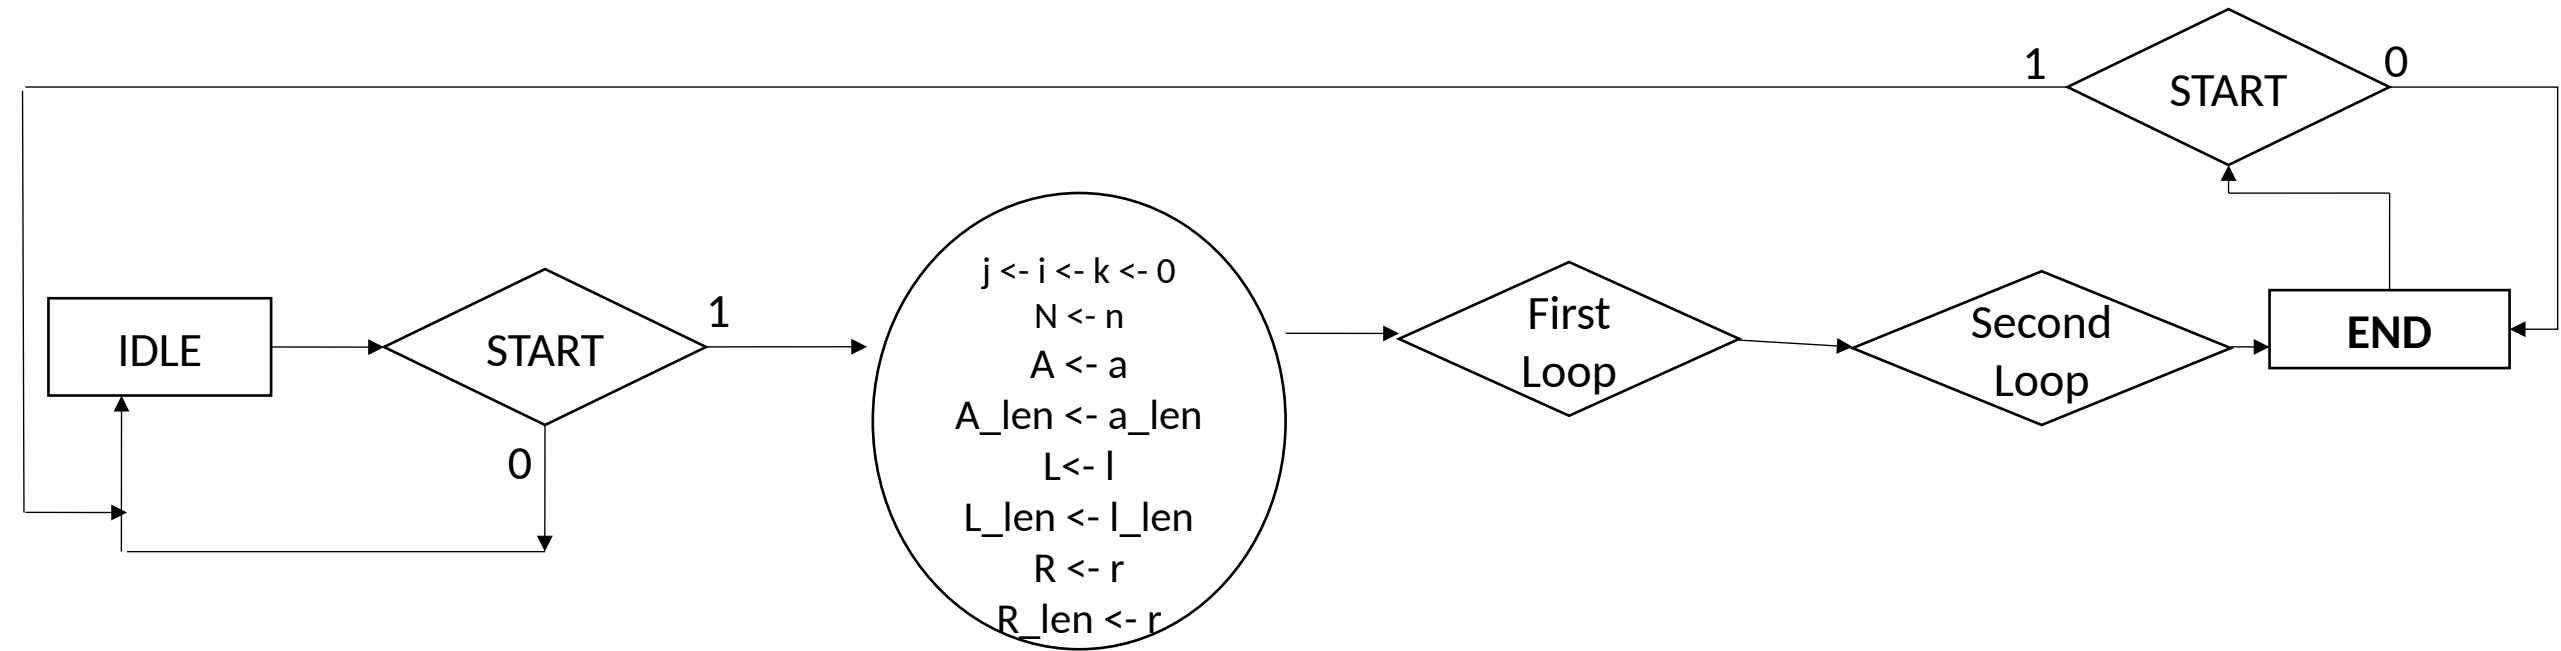 1
START
0
IDLE
START
1
0
j <- i <- k <- 0
N <- n
A <- a
A_len <- a_len
L<- l
L_len <- l_len
R <- r
R_len <- r
First
Loop
Second
Loop
END